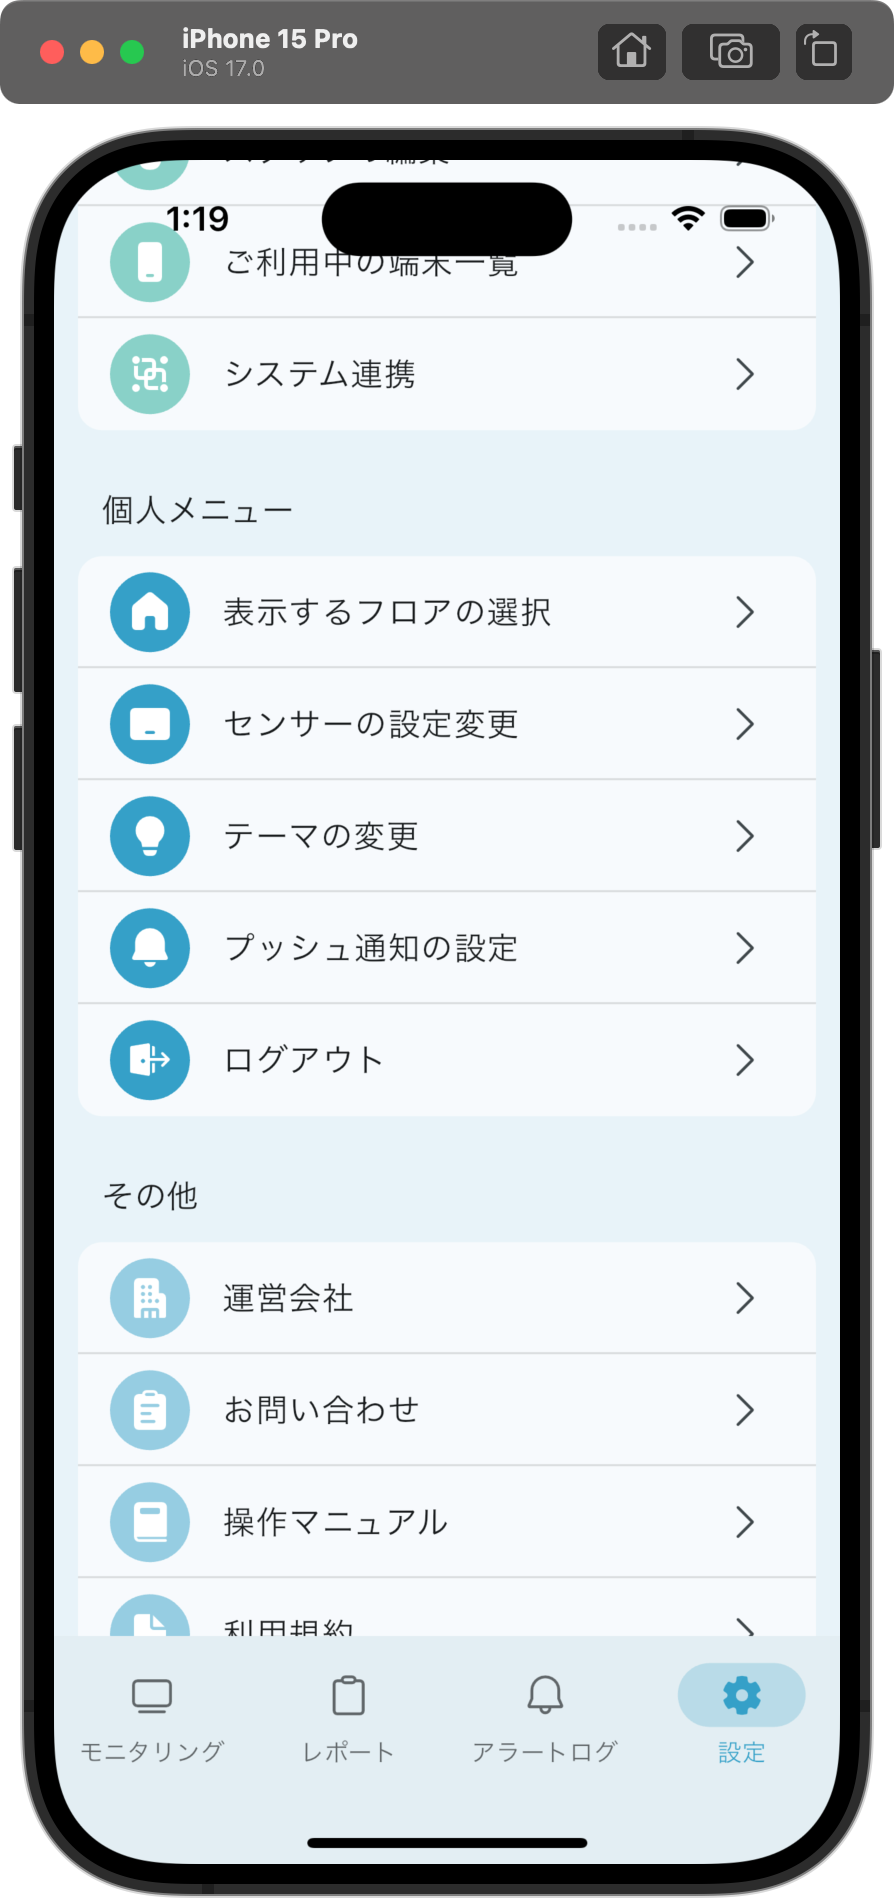 iPhone 15 Pro
iOS 17.0
1:19
ご利用中の端末一覧
システム連携
個人メニュー
表示するフロアの選択
センサーの設定変更
テーマの変更
プッシュ通知の設定
ログアウト
その他
運営会社
お問い合わせ
操作マニュアル
利用規約
モニタリング
レポート
アラートログ
設定